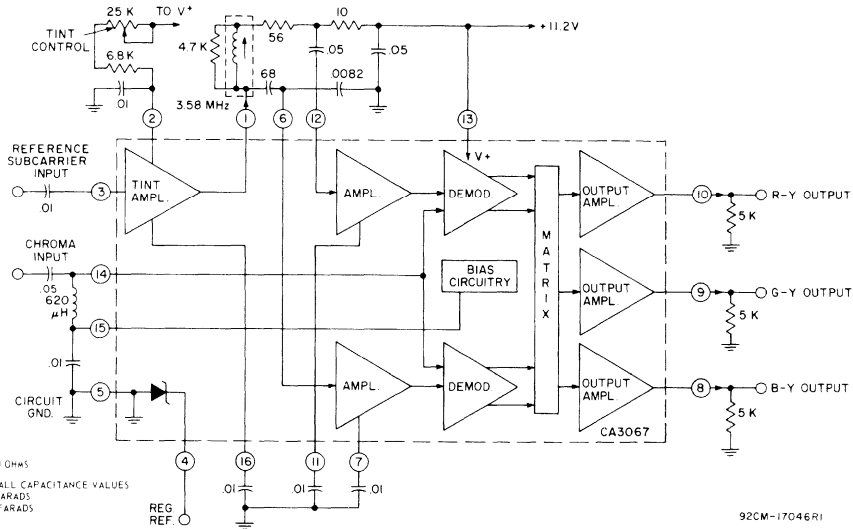 25 K
TO V+
TINT
CONTROL
6.8K
.01
4.7 K
3.58 MHz
56
10
.05
.05
68
.0082
+11.2V
2
1
6
12
13
REFERENCE
SUBCARRIER
INPUT
.01
3
TINT
AMPL.
AMPL.
V+
DEMOD
OUTPUT
AMPL.
10
R-Y OUTPUT
5 K
CHROMA
INPUT
.05
14
620
μH
15
BIAS
CIRCUITRY
MATRIX
OUTPUT
AMPL.
9
G-Y OUTPUT
5 K
.01
5
CIRCUIT
GND.
AMPL.
DEMOD
OUTPUT
AMPL.
8
B-Y OUTPUT
5 K
CA3067
4
16
11
7
.01
.01
.01
OHMS
ALL CAPACITANCE VALUES
ARADS
FARADS
REG.
REF.
92CM-17046R1